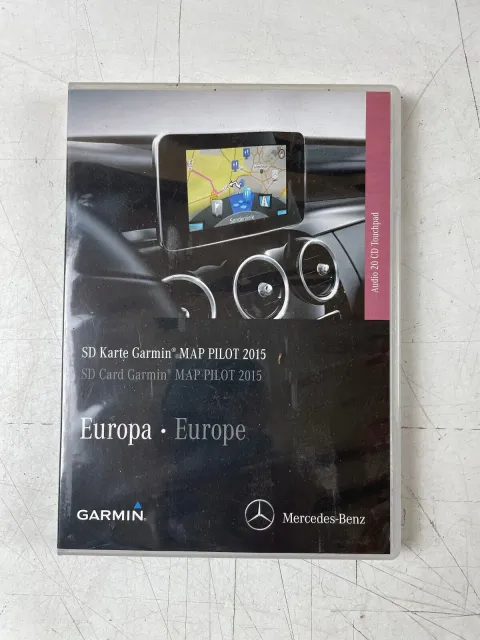 Audio 20 CD Touchpad
SD Karte Garmin® MAP PILOT 2015
SD Card Garmin® MAP PILOT 2015
Europa · Europe
GARMIN
Mercedes-Benz